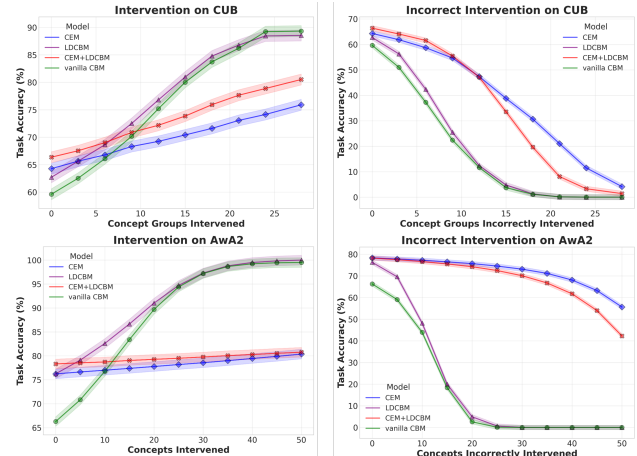 Intervention on CUB
Task Accuracy (%)
90
85
80
75
70
65
60
Model
CEM
LDCBM
CEM+LDCBM
vanilla CBM
0
6
11
16
21
Concept Groups Intervened
Incorrect Intervention on CUB
Task Accuracy (%)
70
60
50
40
30
20
10
0
Model
CEM
LDCBM
CEM+LDCBM
vanilla CBM
0
5
10
15
20
25
Concept Groups Incorrectly Intervened
Intervention on AwA2
Task Accuracy (%)
100
95
90
85
80
75
70
65
Model
CEM
LDCBM
CEM+LDCBM
vanilla CBM
0
10
20
30
40
50
Concepts Intervened
Incorrect Intervention on AwA2
Task Accuracy (%)
80
70
60
50
40
30
20
10
0
Model
CEM
LDCBM
CEM+LDCBM
vanilla CBM
0
10
20
30
40
50
Concepts Incorrectly Intervened